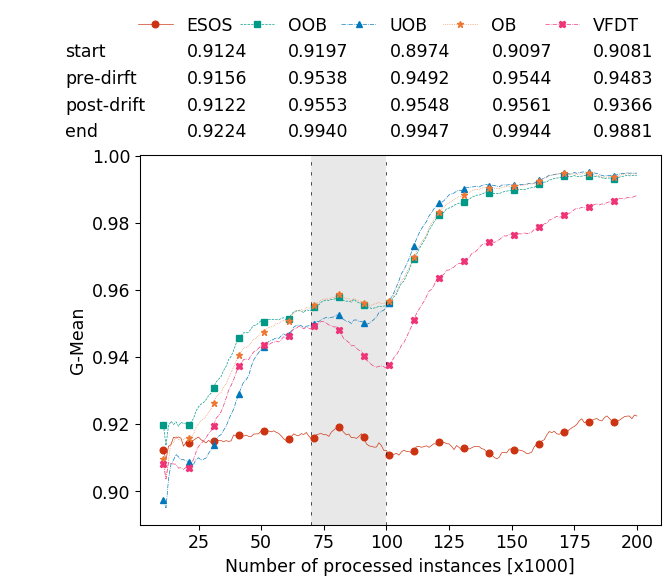 ESOS OOB UOB OB VFDT
start 0.9124 0.9197 0.8974 0.9097 0.9081
pre-dirft 0.9156 0.9538 0.9492 0.9544 0.9483
post-drift 0.9122 0.9553 0.9548 0.9561 0.9366
end 0.9224 0.9940 0.9947 0.9944 0.9881
1.00
0.98
0.96
0.94
0.92
0.90
G-Mean
25 50 75 100 125 150 175 200
Number of processed instances [x1000]